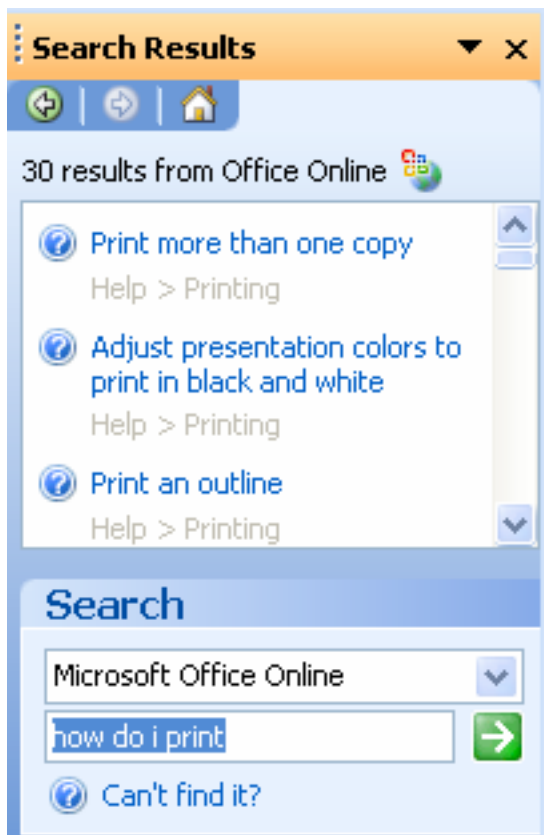 Search Results
30 results from Office Online
Print more than one copy
Help > Printing
Adjust presentation colors to
print in black and white
Help > Printing
Print an outline
Help > Printing
Search
Microsoft Office Online
how do i print
Can't find it?